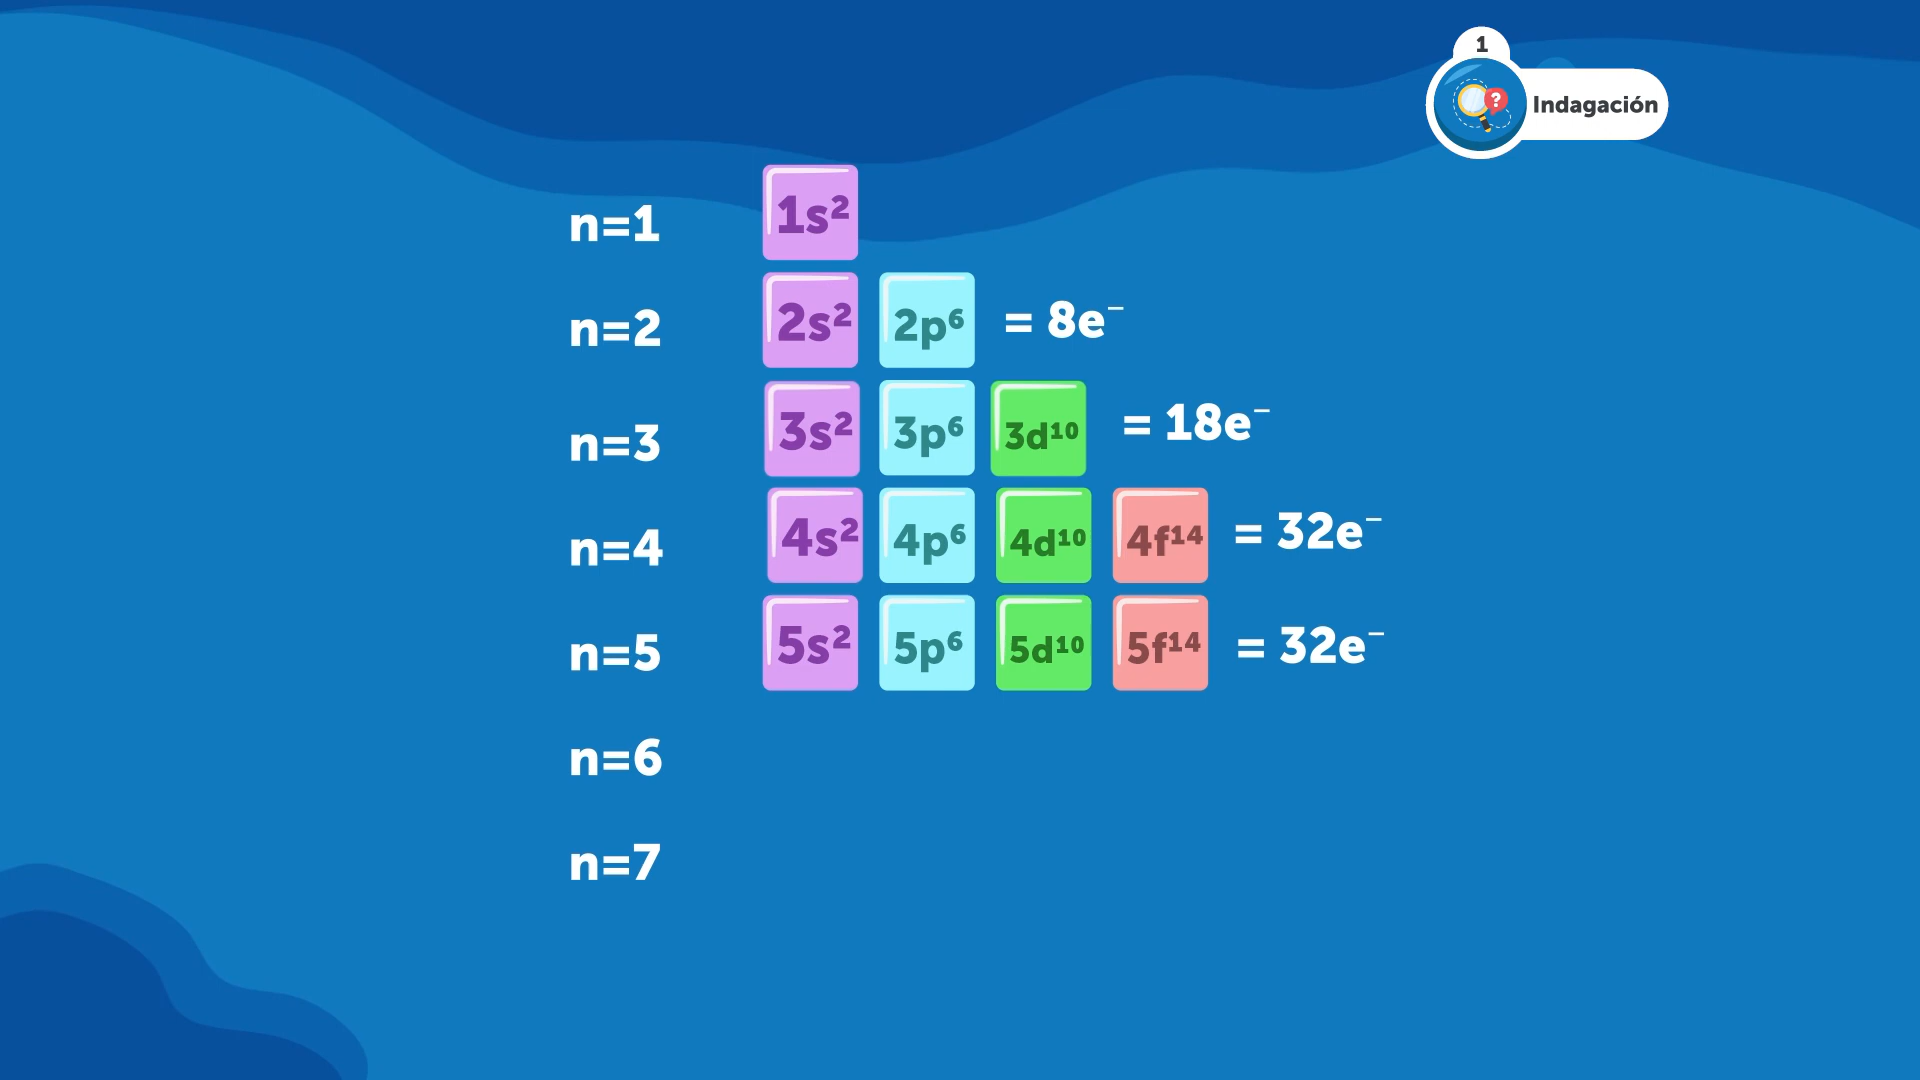 1
Indagación
n=1 1s²
n=2 2s² 2p⁶ = 8e⁻
n=3 3s² 3p⁶ 3d¹⁰ = 18e⁻
n=4 4s² 4p⁶ 4d¹⁰ 4f¹⁴ = 32e⁻
n=5 5s² 5p⁶ 5d¹⁰ 5f¹⁴ = 32e⁻
n=6
n=7